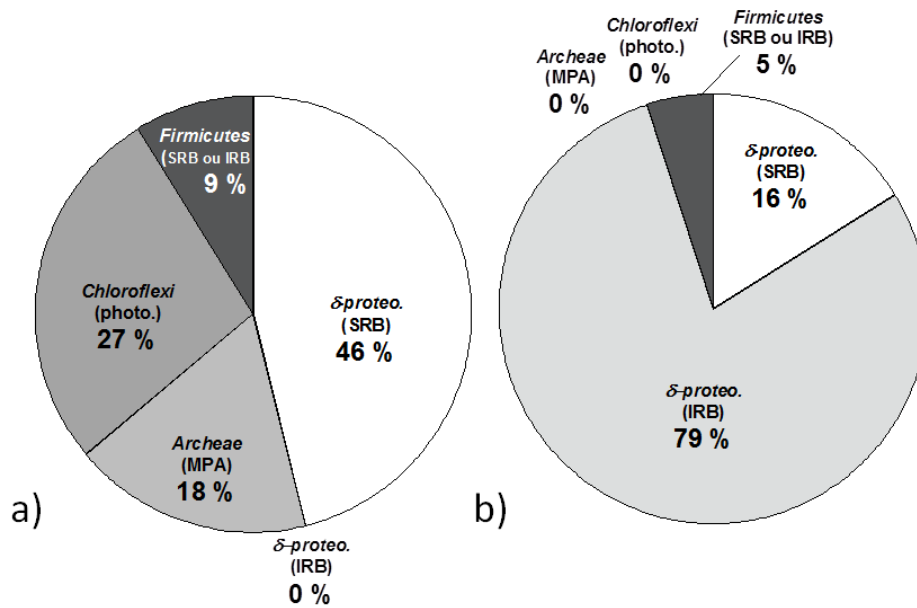 Firmicutes
(SRB ou IRB
9 %
Chloroflexi
(photo.)
27 %
δ-proteo.
(SRB)
46 %
Archeae
(MPA)
18 %
δ-proteo.
(IRB)
0 %
a)
Archeae
(MPA)
0 %
Chloroflexi
(photo.)
0 %
Firmicutes
(SRB ou IRB)
5 %
δ-proteo.
(SRB)
16 %
δ-proteo.
(IRB)
79 %
b)